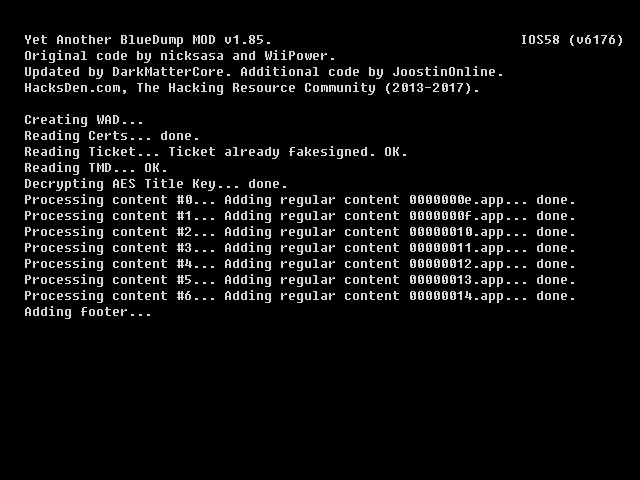 Yet Another BlueDump MOD v1.85. IOS58 (v6176)
Original code by nicksasa and WiiPower.
Updated by DarkMatterCore. Additional code by JoostinOnline.
HacksDen.com, The Hacking Resource Community (2013-2017).
Creating WAD...
Reading Certs... done.
Reading Ticket... Ticket already fakesigned. OK.
Reading TMD... OK.
Decrypting AES Title Key... done.
Processing content #0... Adding regular content 0000000e.app... done.
Processing content #1... Adding regular content 0000000f.app... done.
Processing content #2... Adding regular content 00000010.app... done.
Processing content #3... Adding regular content 00000011.app... done.
Processing content #4... Adding regular content 00000012.app... done.
Processing content #5... Adding regular content 00000013.app... done.
Processing content #6... Adding regular content 00000014.app... done.
Adding footer...